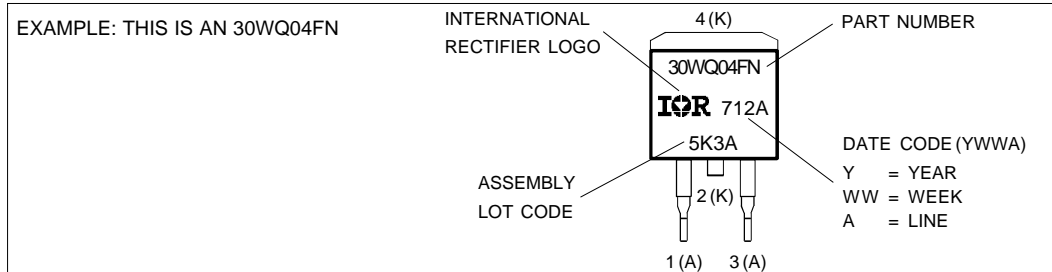 EXAMPLE: THIS IS AN 30WQ04FN
INTERNATIONAL
RECTIFIER LOGO
4 (K)
PART NUMBER
30WQ04FN
IOR 712A
5K3A
ASSEMBLY
LOT CODE
2 (K)
1 (A) 3 (A)
DATE CODE (YWWA)
Y = YEAR
WW = WEEK
A = LINE